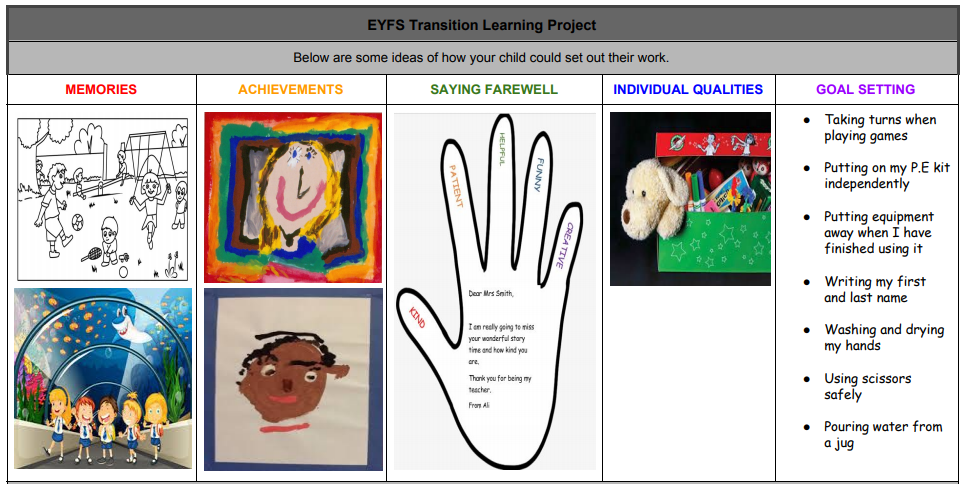 EYFS Transition Learning Project
Below are some ideas of how your child could set out their work.
MEMORIES
ACHIEVEMENTS
SAYING FAREWELL
KIND
PATIENT
HELPFUL
FUNNY
CREATIVE
Dear Mrs Smith,
I am really going to miss
your wonderful story
time and how kind you
are.
Thank you for being my
teacher.
From Ali
INDIVIDUAL QUALITIES
GOAL SETTING
● Taking turns when
playing games
● Putting on my P.E kit
independently
● Putting equipment
away when I have
finished using it
● Writing my first
and last name
● Washing and drying
my hands
● Using scissors
safely
● Pouring water from
a jug